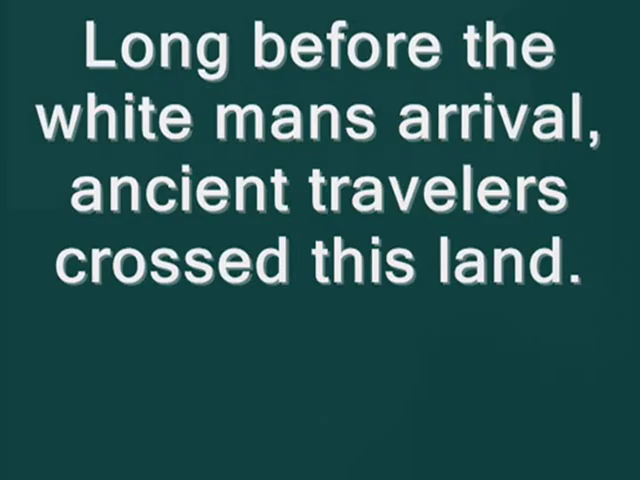 Long before the
white mans arrival,
ancient travelers
crossed this land.